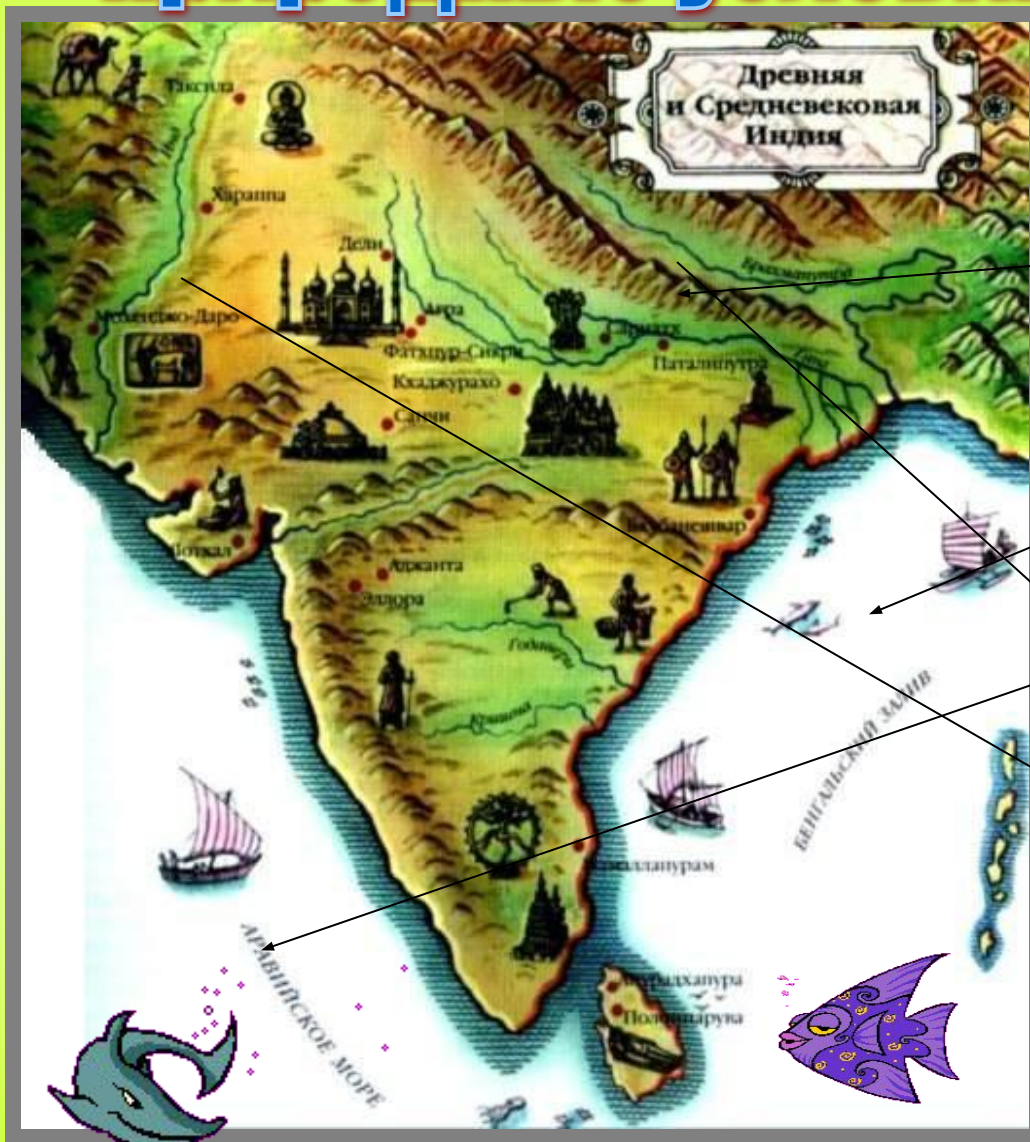 Древняя
и Средневековая
Индия
Таксила
Инд
Хараппа
Дели
Брахмапутра
Мохенджо-Даро
Агра
Фатхпур-Сикри
Сарнатх
Паталипутра
Ганг
Кхаджурахо
Санчи
Бхубанешвар
Лотхал
Аджанта
Эллора
Годавари
Кришна
БЕНГАЛЬСКИЙ ЗАЛИВ
АРАВИЙСКОЕ МОРЕ